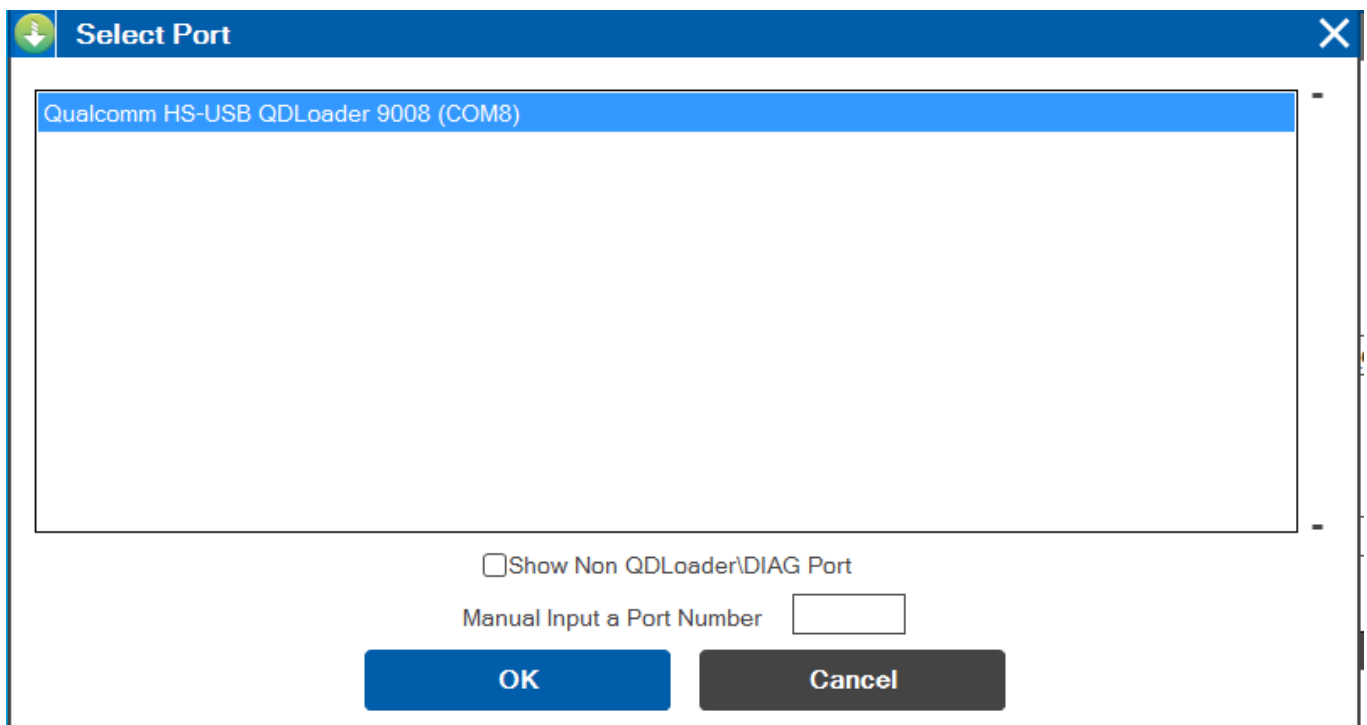 Select Port
Qualcomm HS-USB QDLoader 9008 (COM8)
Show Non QDLoader\DIAG Port
Manual Input a Port Number
OK
Cancel